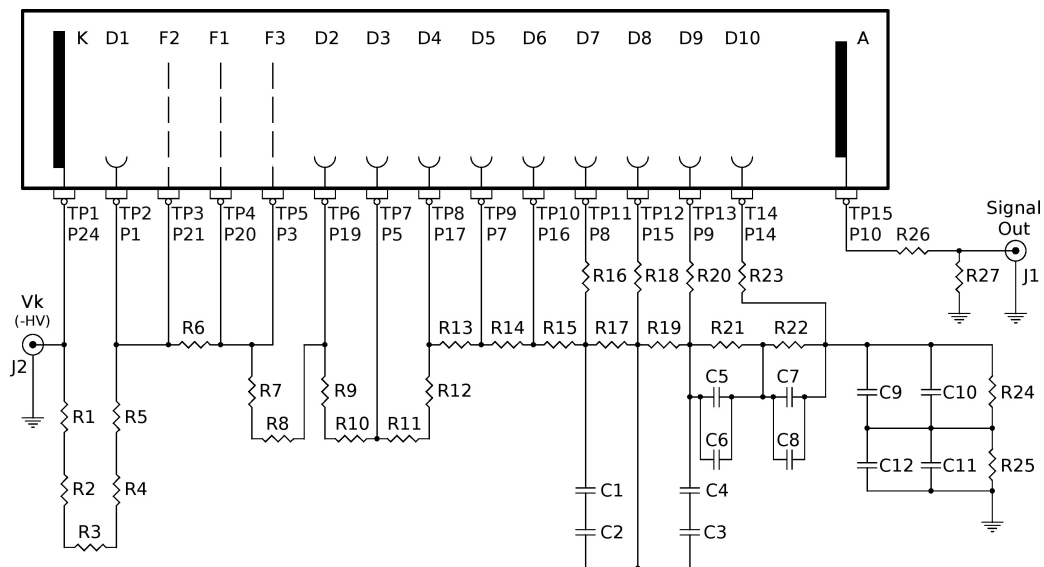 K D1 F2 F1 F3 D2 D3 D4 D5 D6 D7 D8 D9 D10 A
TP1 TP2 TP3 TP4 TP5 TP6 TP7 TP8 TP9 TP10 TP11 TP12 TP13 T14 TP15
P24 P1 P21 P20 P3 P19 P5 P17 P7 P16 P8 P15 P9 P14 P10
Signal
Out
R26
R16 R18 R20 R23 R27 J1
Vk
(-HV)
J2
R6 R13 R14 R15 R17 R19 R21 R22
R7 R9 R12 C5 C7 C9 C10 R24
R1 R5 R8 R10 R11
C6 C8
C12 C11 R25
R2 R4 C1 C4
R3 C2 C3